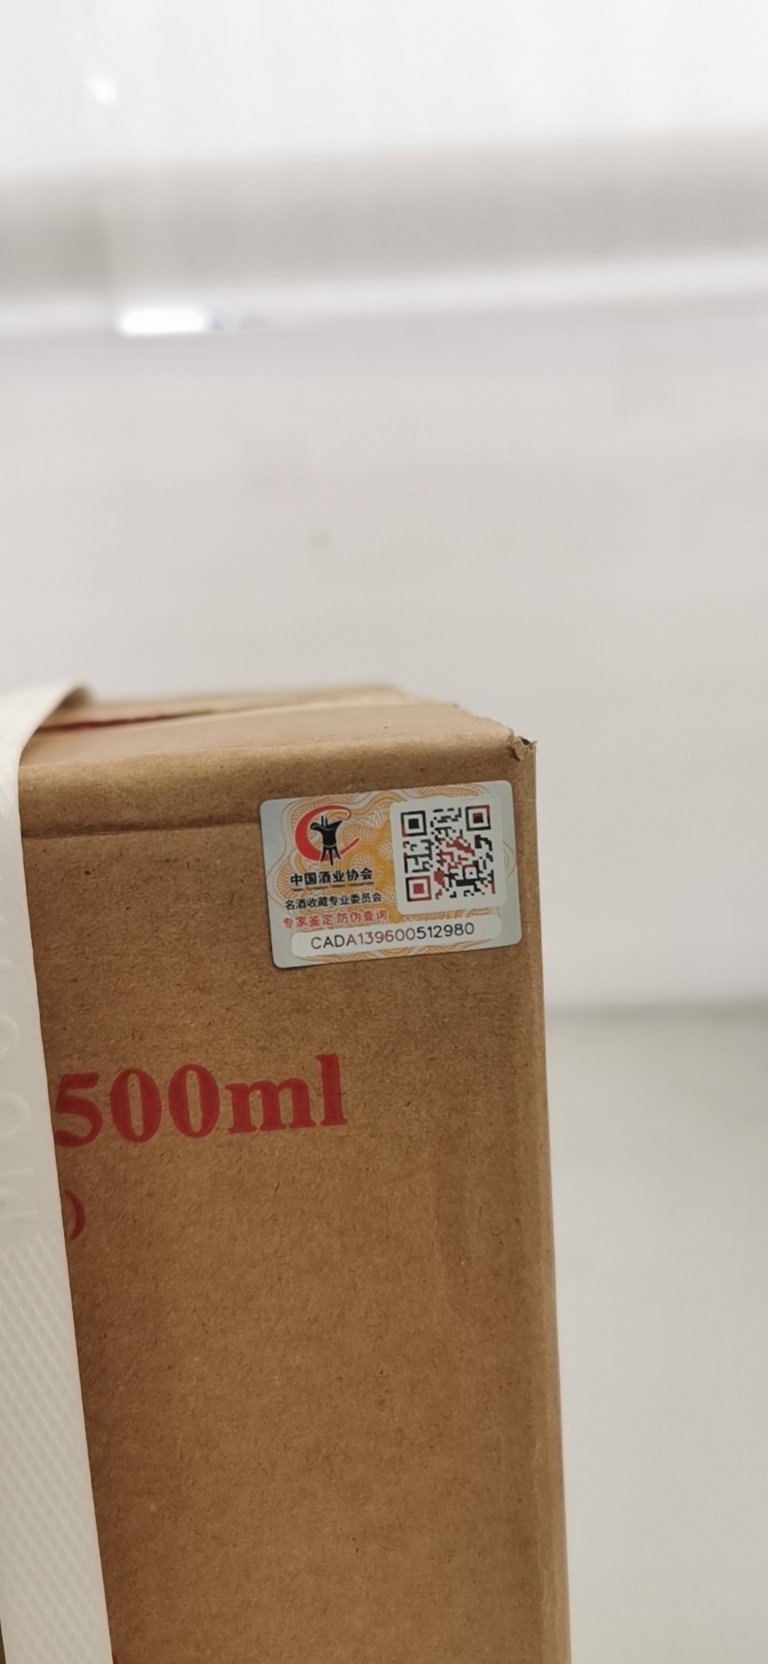 中国酒业协会
名酒收藏专业委员会
专家鉴定 防伪查询
CADA139600512980
500ml
)